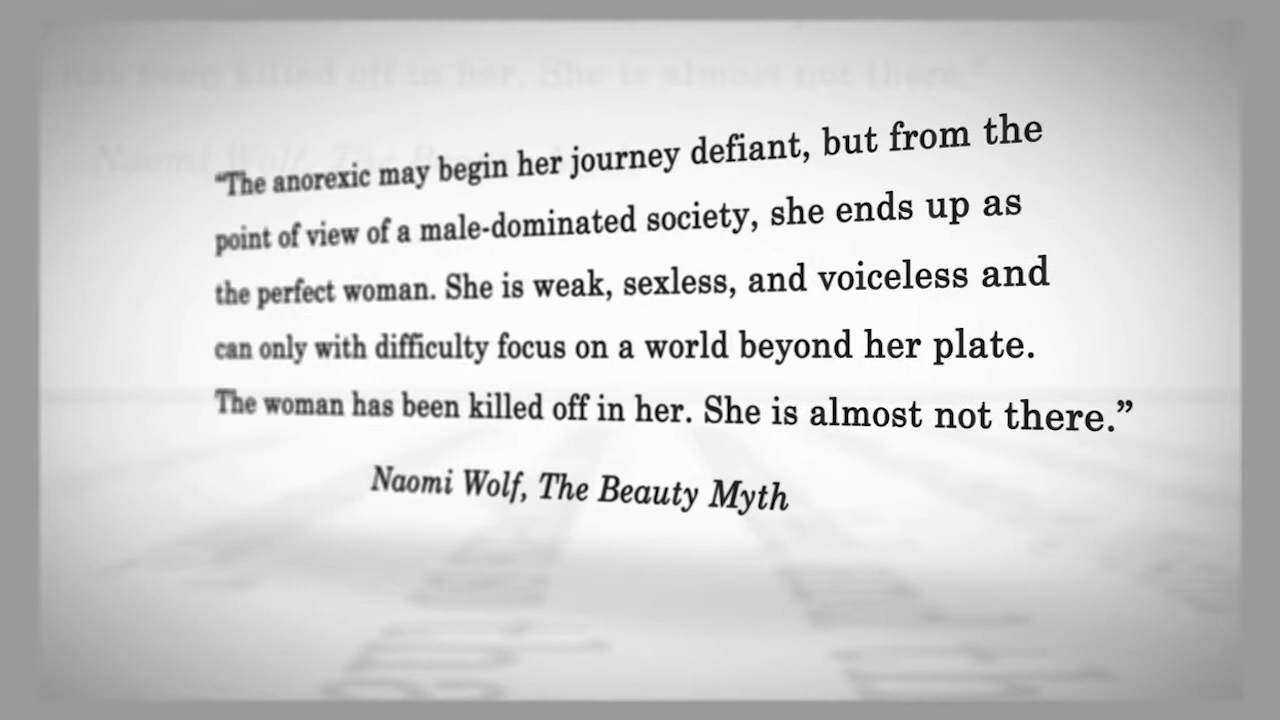 “The anorexic may begin her journey defiant, but from the
point of view of a male-dominated society, she ends up as
the perfect woman. She is weak, sexless, and voiceless and
can only with difficulty focus on a world beyond her plate.
The woman has been killed off in her. She is almost not there.”
Naomi Wolf, The Beauty Myth